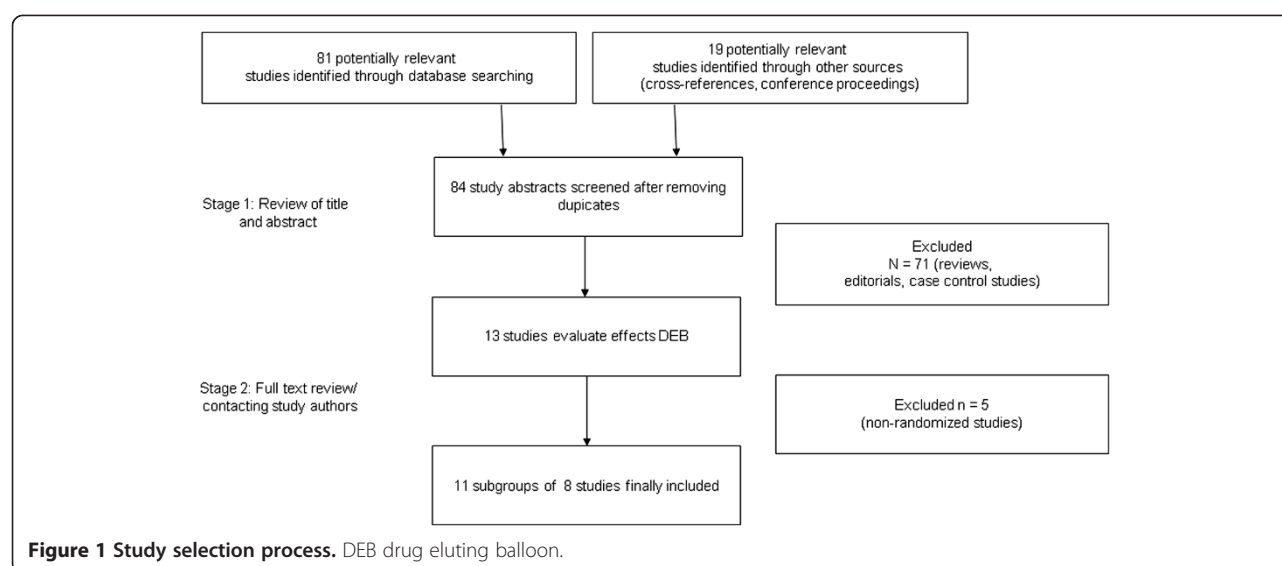 81 potentially relevant
studies identified through database searching
19 potentially relevant
studies identified through other sources
(cross-references, conference proceedings)
84 study abstracts screened after removing
dupicates
Stage 1: Review of title
and abstract
Excluded
N = 71 (reviews,
editorials, case control studies)
13 studies evaluate effects DEB
Stage 2: Full text review/
contacting study authors
Excluded n = 5
(non-randomized studies)
11 subgroups of 8 studies finally included
Figure 1 Study selection process. DEB drug eluting balloon.